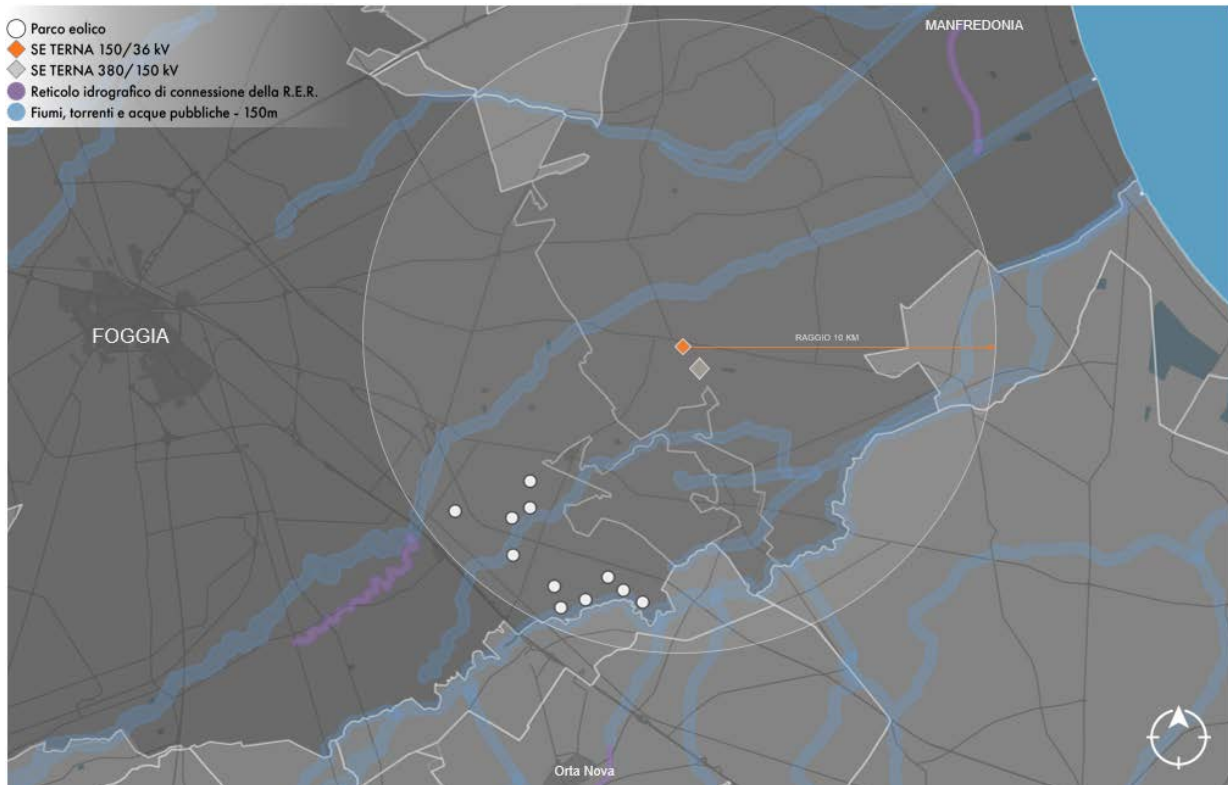 Parco eolico
SE TERNA 150/36 kV
SE TERNA 380/150 kV
Reticolo idrografico di connessione della R.E.R.
Fiumi, torrenti e acque pubbliche - 150m
MANFREDONIA
FOGGIA
RAGGIO 10 KM
Orta Nova